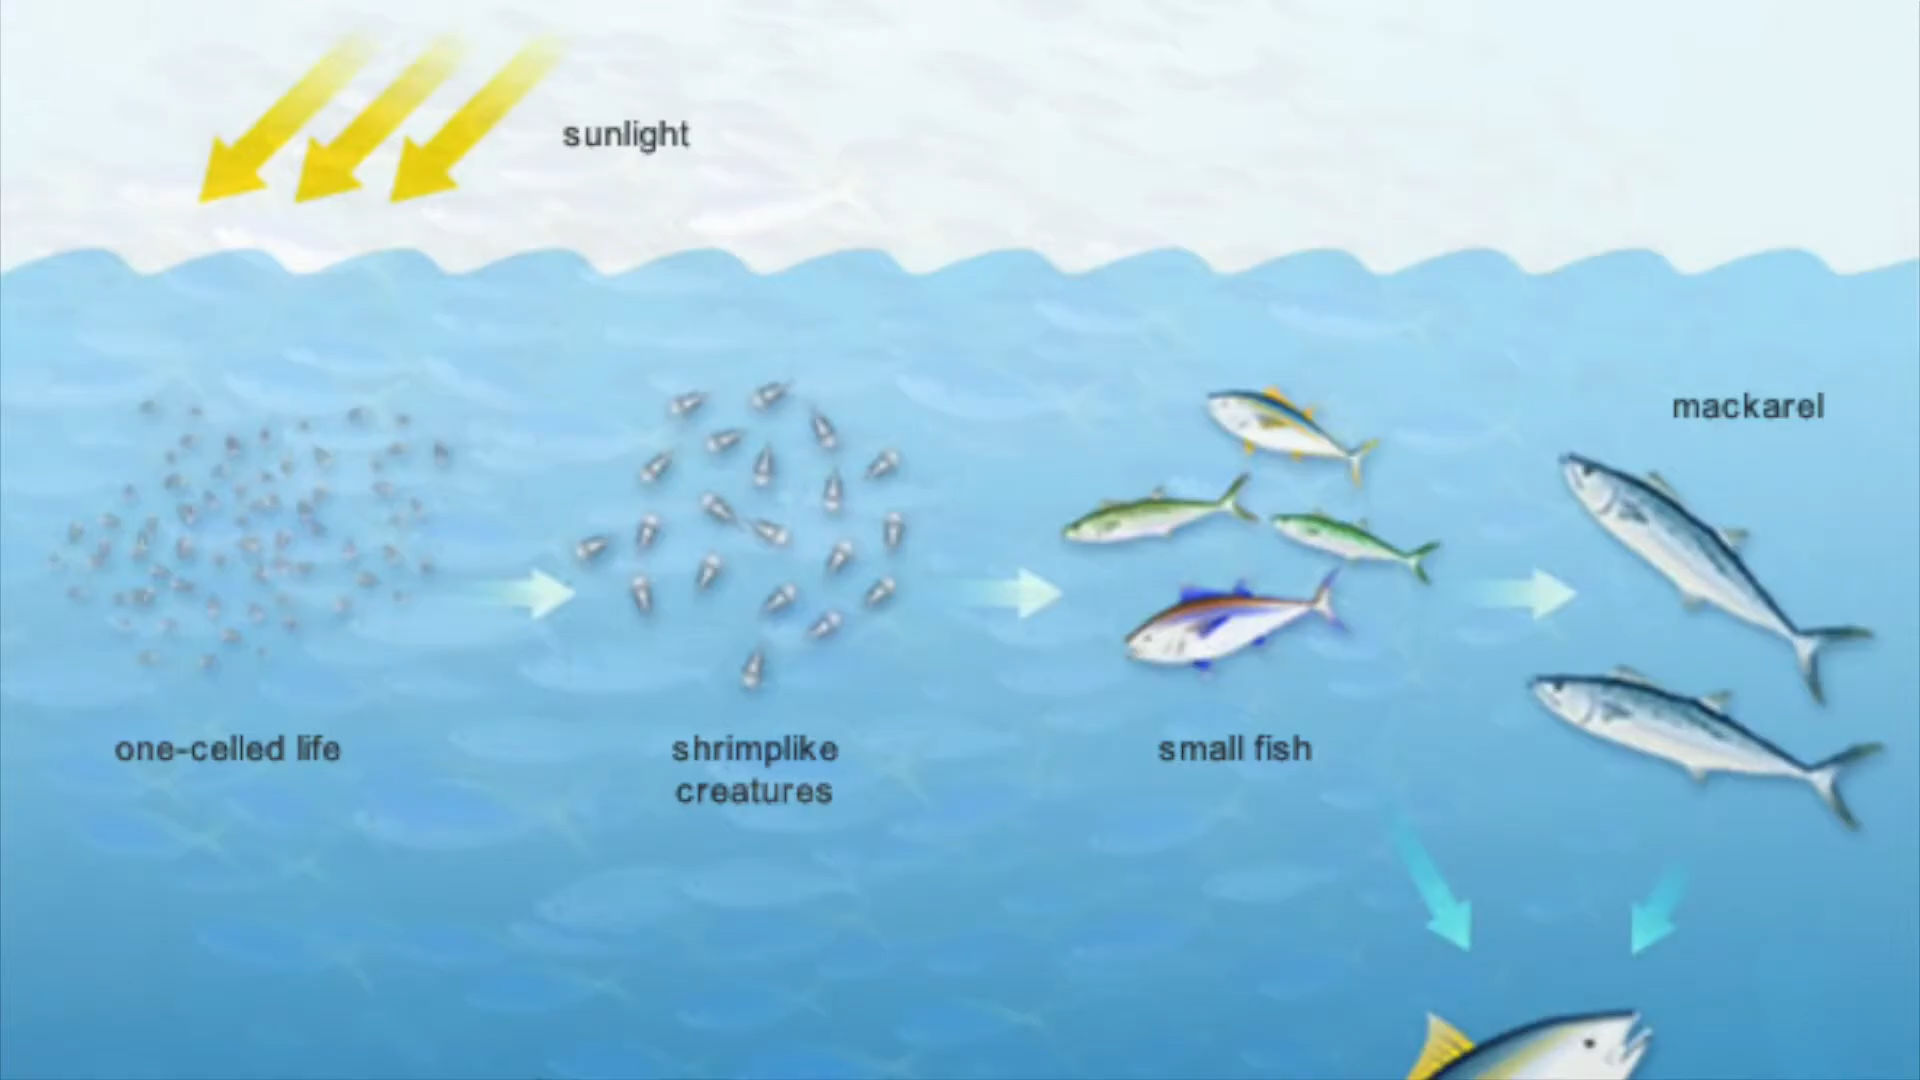 sunlight
mackarel
one-celled life
shrimplike
creatures
small fish